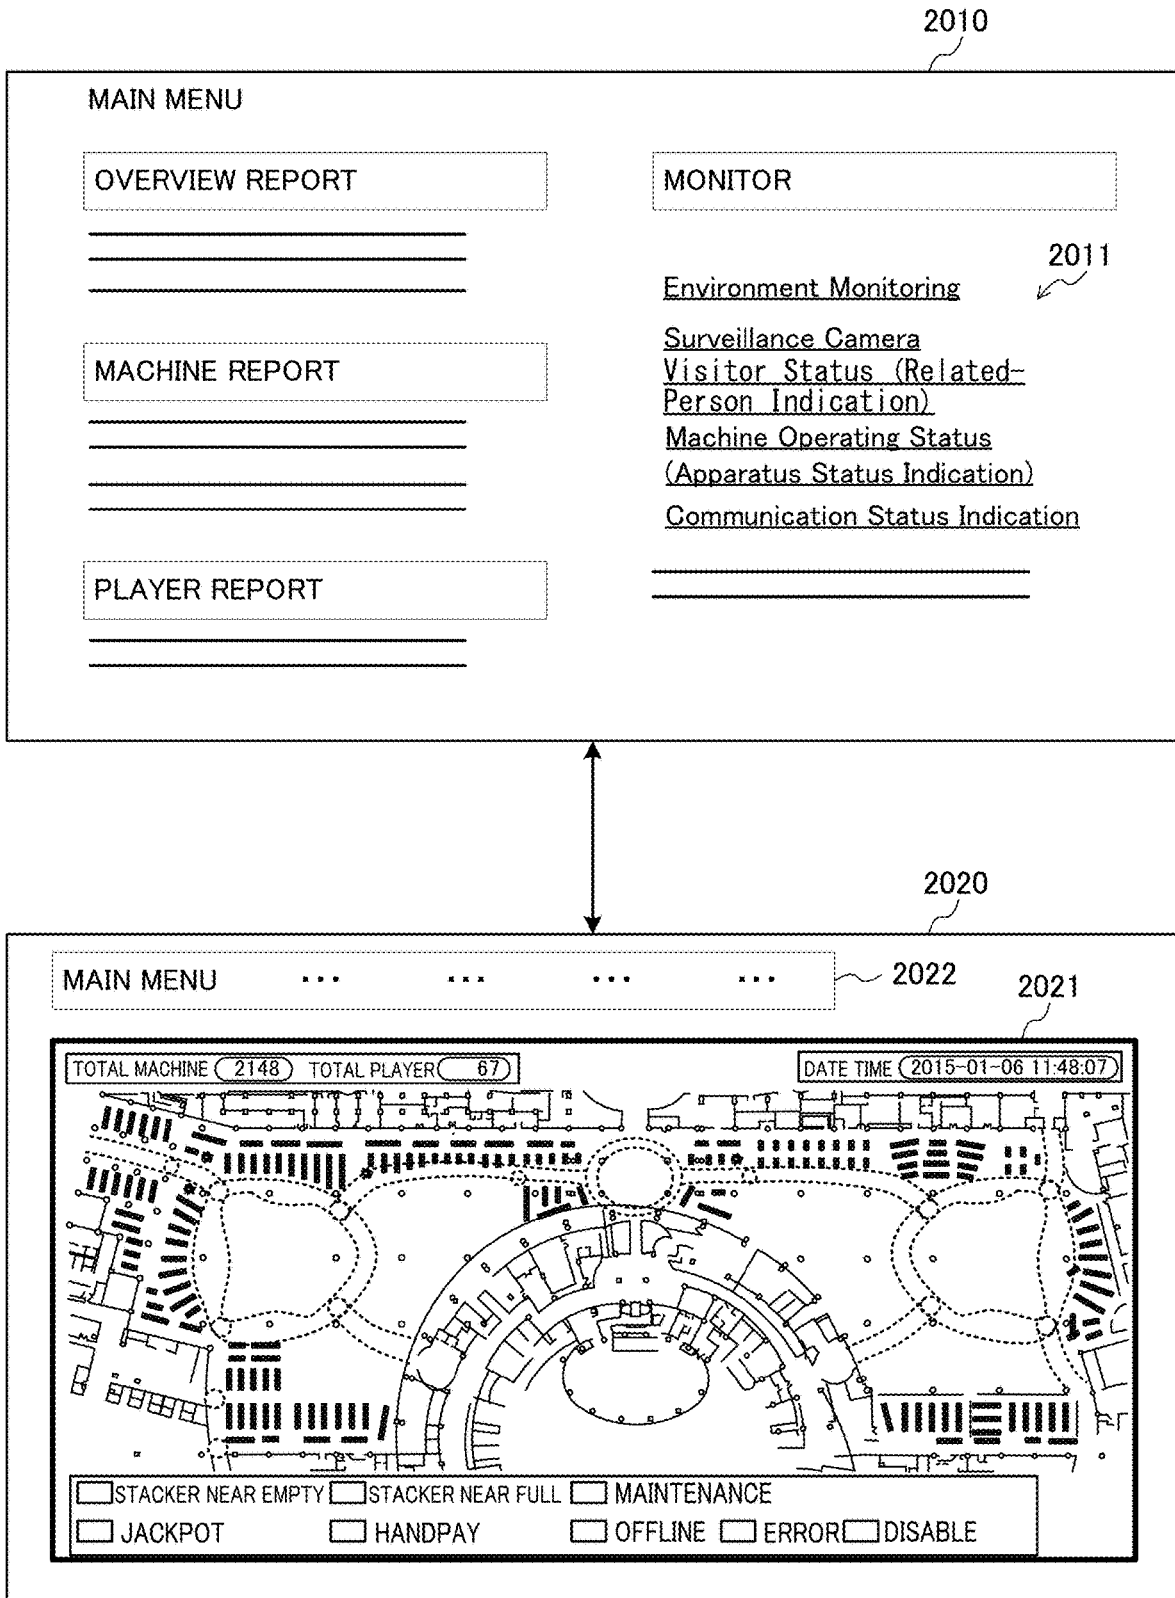 2010
MAIN MENU
OVERVIEW REPORT
MACHINE REPORT
PLAYER REPORT
MONITOR
2011
Environment Monitoring
Surveillance Camera
Visitor Status (Related-
Person Indication)
Machine Operating Status
(Apparatus Status Indication)
Communication Status Indication
2020
MAIN MENU ... ... ... ...
2022
2021
TOTAL MACHINE 2148 TOTAL PLAYER 67
DATE TIME 2015-01-06 11:48:07
STACKER NEAR EMPTY STACKER NEAR FULL MAINTENANCE
JACKPOT HANDPAY OFFLINE ERROR DISABLE